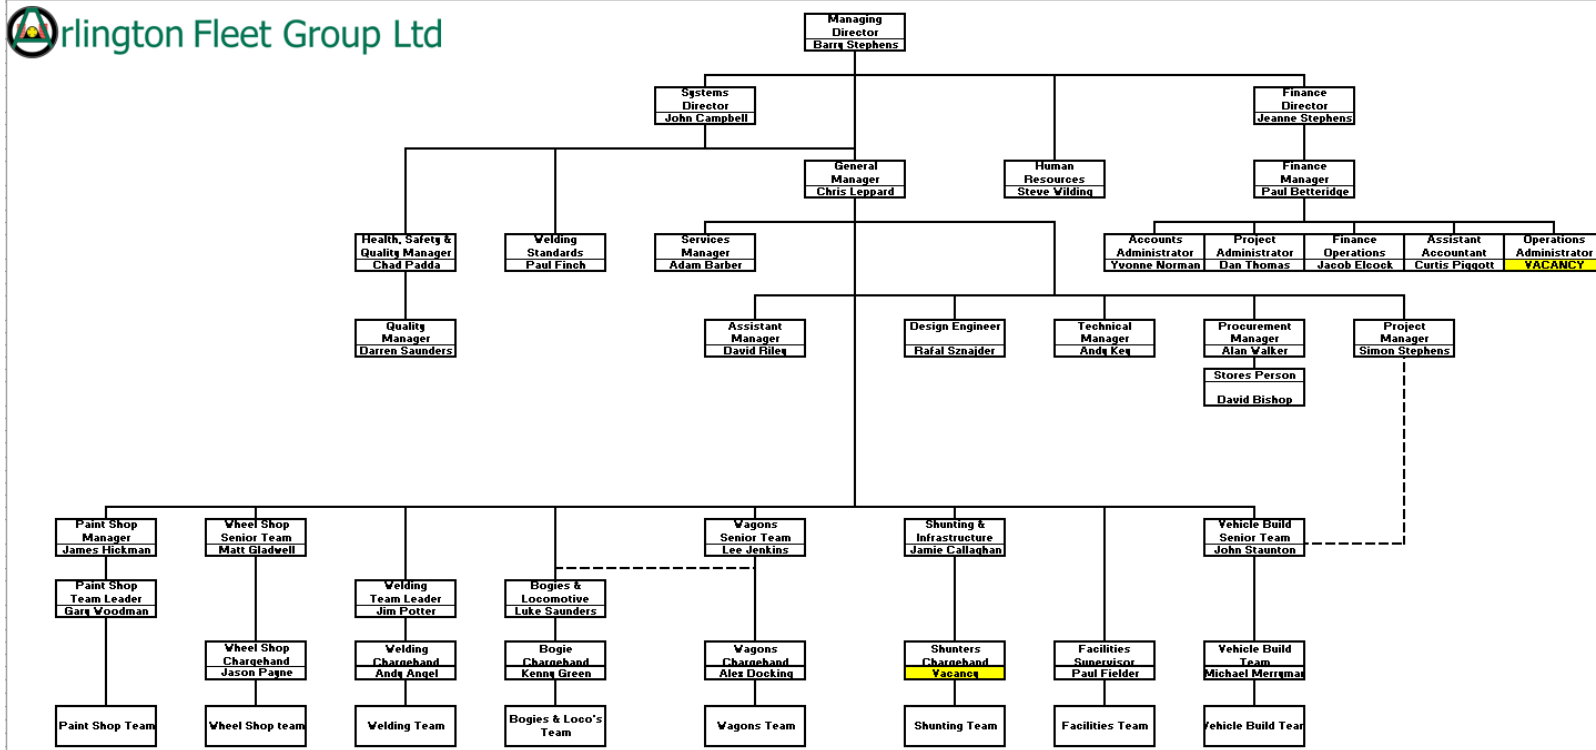 Arlington Fleet Group Ltd
Managing
Director
Barry Stephens
Systems
Director
John Campbell
Finance
Director
Jeanne Stephens
General
Manager
Chris Leppard
Human
Resources
Steve Wilding
Finance
Manager
Paul Betteridge
Health, Safety &
Quality Manager
Chad Padda
Welding
Standards
Paul Finch
Services
Manager
Adam Barber
Accounts
Administrator
Yvonne Norman
Project
Administrator
Dan Thomas
Finance
Operations
Jacob Elcock
Assistant
Accountant
Curtis Piggott
Operations
Administrator
VACANCY
Quality
Manager
Darren Saunders
Assistant
Manager
David Riley
Design Engineer
Rafal Sznajder
Technical
Manager
Andy Key
Procurement
Manager
Alan Walker
Project
Manager
Simon Stephens
Stores Person
David Bishop
Paint Shop
Manager
James Hickman
Wheel Shop
Senior Team
Matt Gladwell
Wagons
Senior Team
Lee Jenkins
Shunting &
Infrastructure
Jamie Callaghan
Vehicle Build
Senior Team
John Staunton
Paint Shop
Team Leader
Gary Woodman
Welding
Team Leader
Jim Potter
Bogies &
Locomotive
Luke Saunders
Wheel Shop
Chargehand
Jason Payne
Welding
Chargehand
Andy Angel
Bogie
Chargehand
Kenny Green
Wagons
Chargehand
Alex Docking
Shunters
Chargehand
Vacancy
Facilities
Supervisor
Paul Fielder
Vehicle Build
Team
Michael Merryman
Paint Shop Team
Wheel Shop team
Welding Team
Bogies & Loco's
Team
Wagons Team
Shunting Team
Facilities Team
Vehicle Build Team